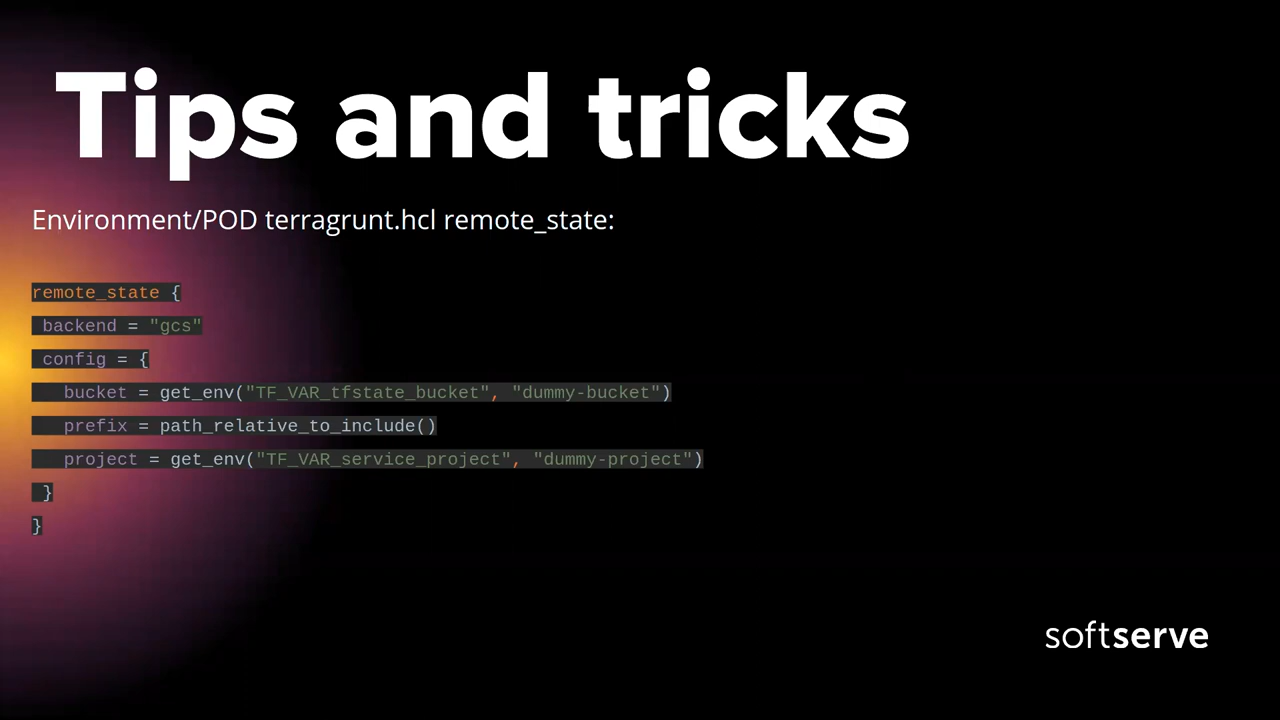 Tips and tricks
Environment/POD terragrunt.hcl remote_state:
remote_state {
 backend = "gcs"
 config = {
   bucket = get_env("TF_VAR_tfstate_bucket", "dummy-bucket")
   prefix = path_relative_to_include()
   project = get_env("TF_VAR_service_project", "dummy-project")
 }
}
softserve